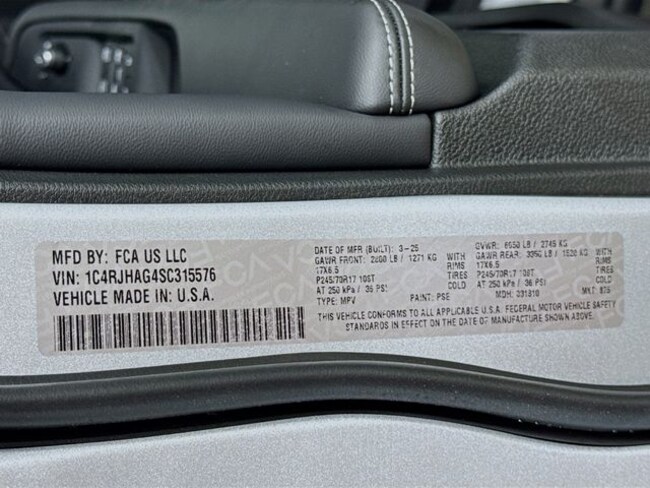 MFD BY: FCA US LLC
VIN: 1C4RJHAG4SC315576
VEHICLE MADE IN: U.S.A.
DATE OF MFR (BUILT): 3-25
GAWR FRONT: 2800 LB / 1271 KG WITH
17X6.5 RIMS
P245/70R17 108T
AT 250 kPa / 36 PSI COLD
TYPE: MPV PAINT: PSE
GVWR: 6050 LB / 2745 KG
GAWR REAR: LB / KG WITH
17X6.5 RIMS
P245/70R17 108T
AT 250 kPa / 36 PSI COLD
MDH: 031810 MKT:
THIS VEHICLE CONFORMS TO ALL APPLICABLE U.S.A. FEDERAL MOTOR VEHICLE SAFETY
STANDARDS IN EFFECT ON THE DATE OF MANUFACTURE SHOWN ABOVE.